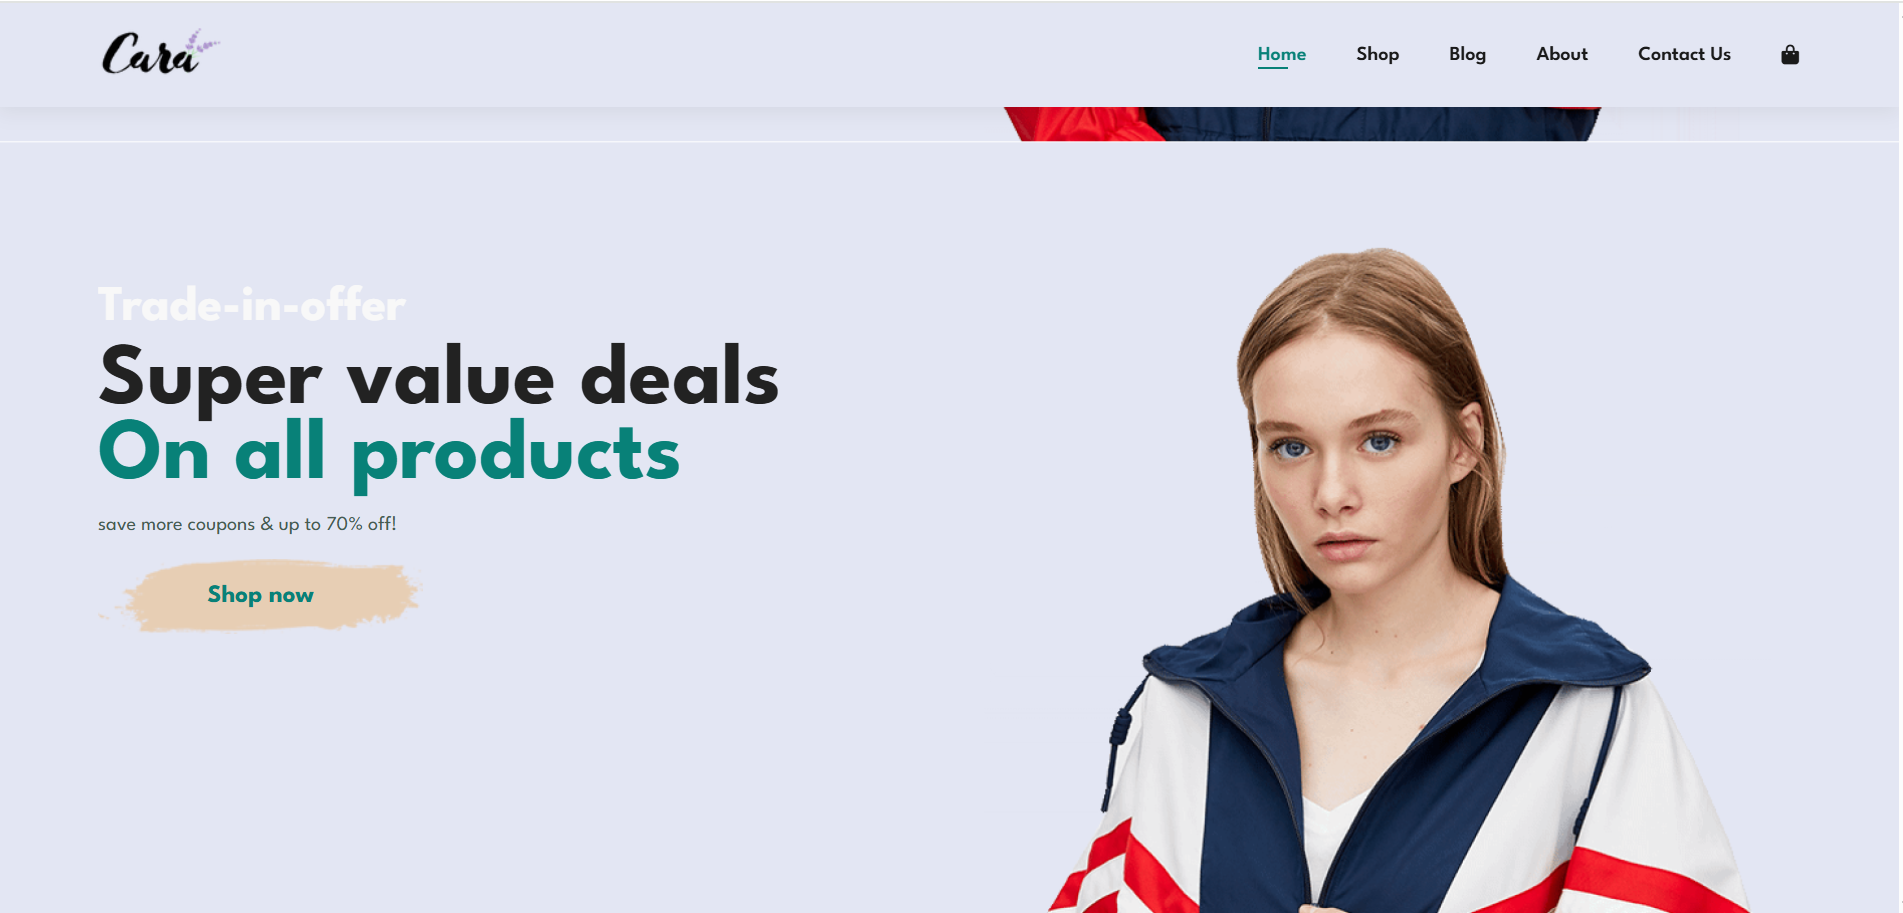 Cara
Home Shop Blog About Contact Us
Trade-in-offer
Super value deals
On all products
save more coupons & up to 70% off!
Shop now